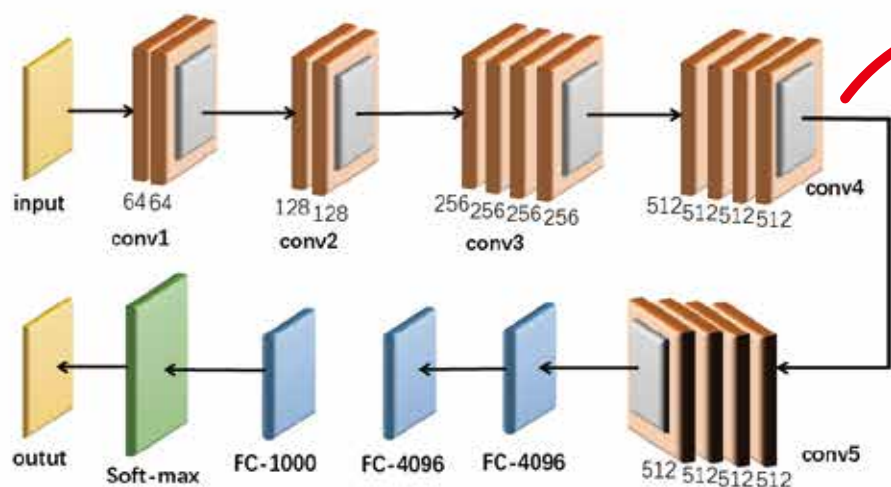 input
64 64
conv1
128 128
conv2
256 256 256 256
conv3
512 512 512 512
conv4
outut
Soft-max
FC-1000
FC-4096
FC-4096
512 512 512 512
conv5